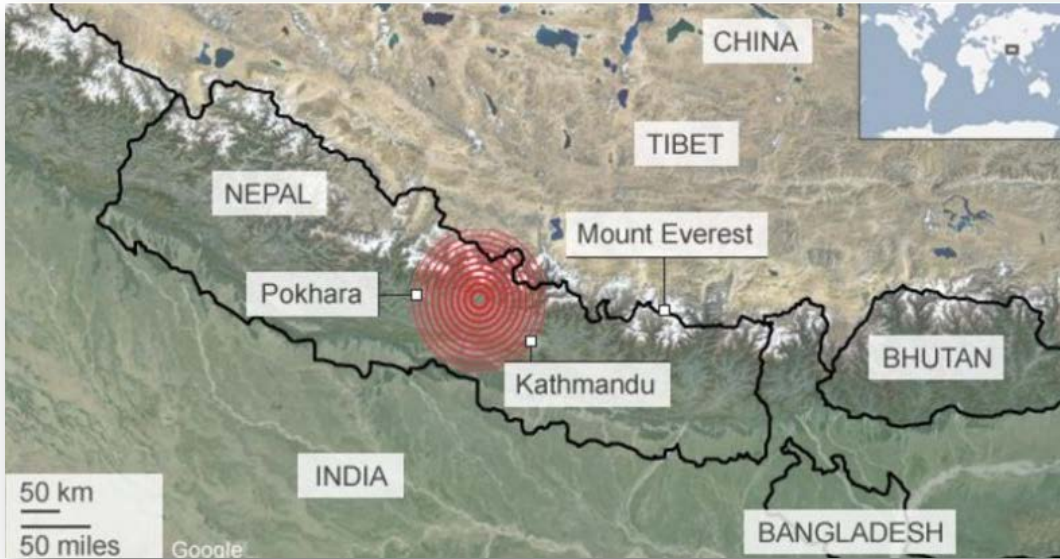 CHINA
TIBET
NEPAL
Mount Everest
Pokhara
BHUTAN
Kathmandu
INDIA
50 km
50 miles
Google
BANGLADESH